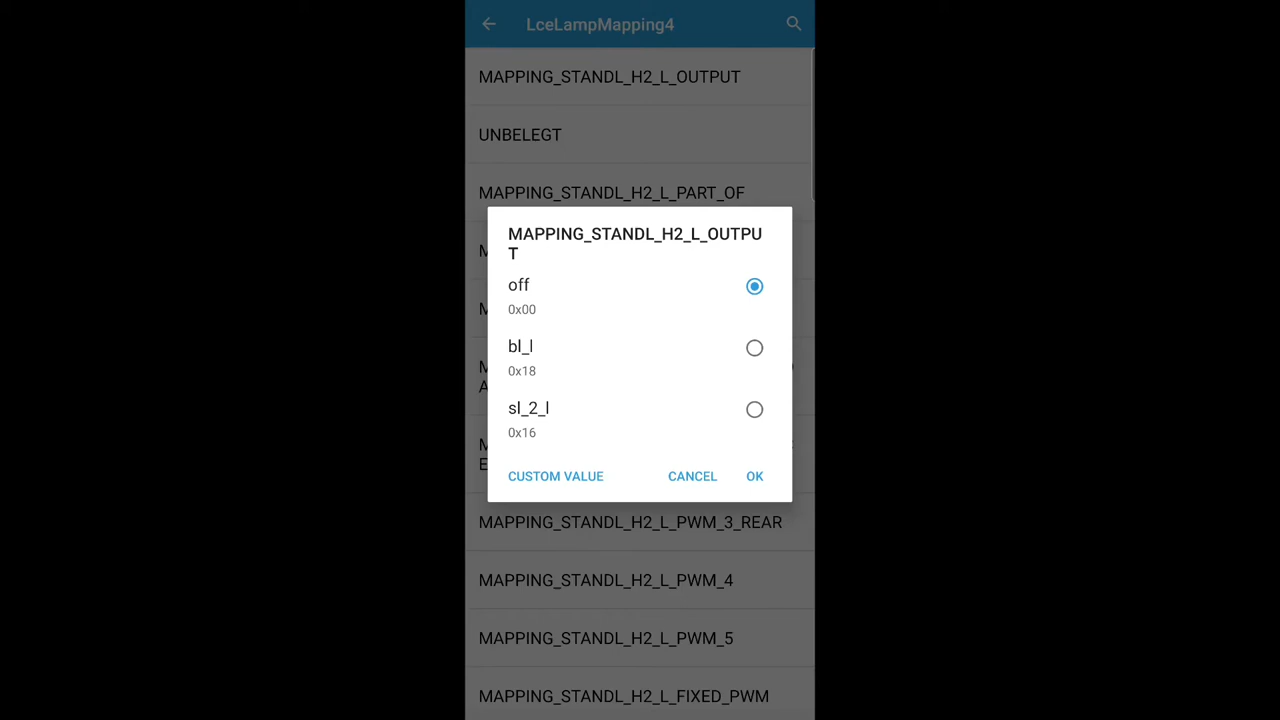 LceLampMapping4
MAPPING_STANDL_H2_L_OUTPUT
UNBELEGT
MAPPING_STANDL_H2_L_PART_OF
MAPPING_STANDL_H2_L_OUTPU
T
off
0x00
bl_l
0x18
sl_2_l
0x16
CUSTOM VALUE CANCEL OK
MAPPING_STANDL_H2_L_PWM_3_REAR
MAPPING_STANDL_H2_L_PWM_4
MAPPING_STANDL_H2_L_PWM_5
MAPPING_STANDL_H2_L_FIXED_PWM